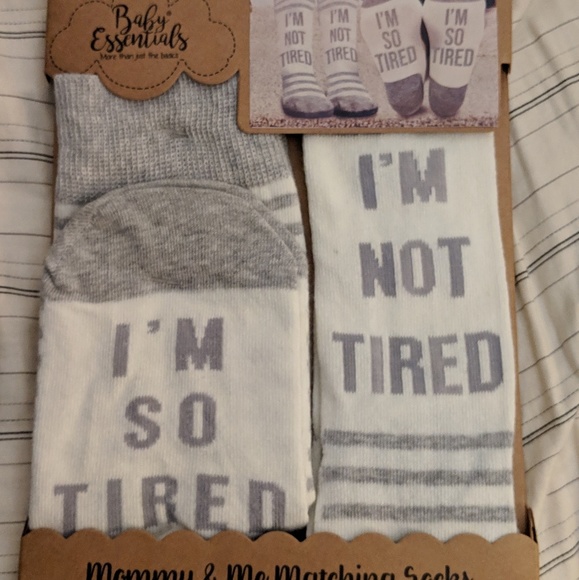 Baby
Essentials
More than just the basics
I'M
NOT
TIRED
I'M
NOT
TIRED
I'M
SO
TIRED
I'M
SO
TIRED
I'M
SO
TIRED
I'M
NOT
TIRED
Mommy & Me Matching Socks